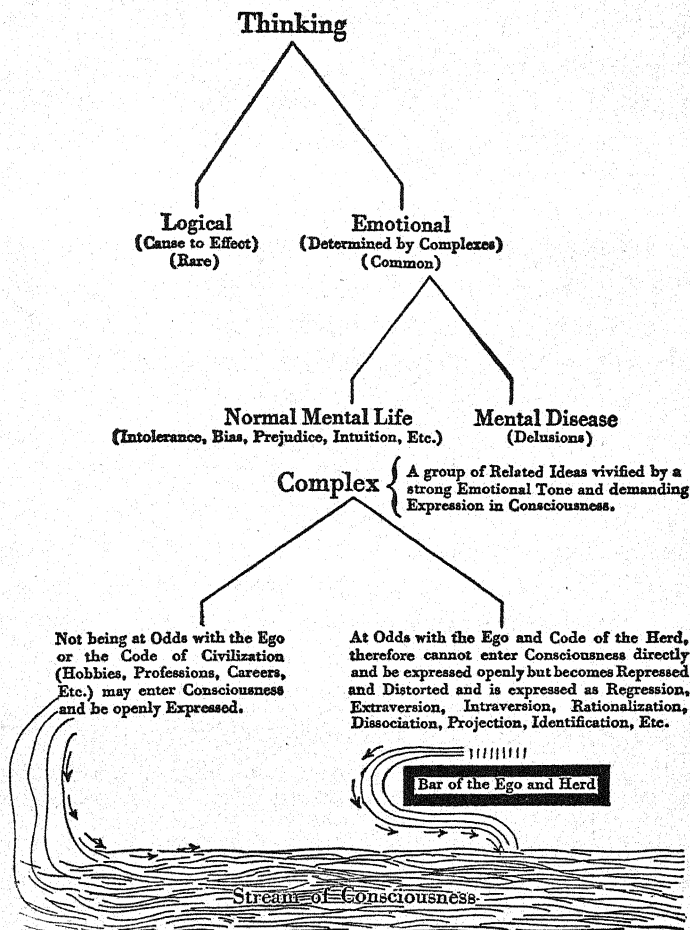 Thinking
Logical
(Cause to Effect)
(Rare)
Emotional
(Determined by Complexes)
(Common)
Normal Mental Life
(Intolerance, Bias, Prejudice, Intuition, Etc.)
Mental Disease
(Delusions)
Complex
A group of Related Ideas vivified by a
strong Emotional Tone and demanding
Expression in Consciousness.
Not being at Odds with the Ego
or the Code of Civilization
(Hobbies, Professions, Careers,
Etc.) may enter Consciousness
and be openly Expressed.
At Odds with the Ego and Code of the Herd,
therefore cannot enter Consciousness directly
and be expressed openly but becomes Repressed
and Distorted and is expressed as Regression,
Extraversion, Intraversion, Rationalization,
Dissociation, Projection, Identification, Etc.
Bar of the Ego and Herd
Stream of Consciousness